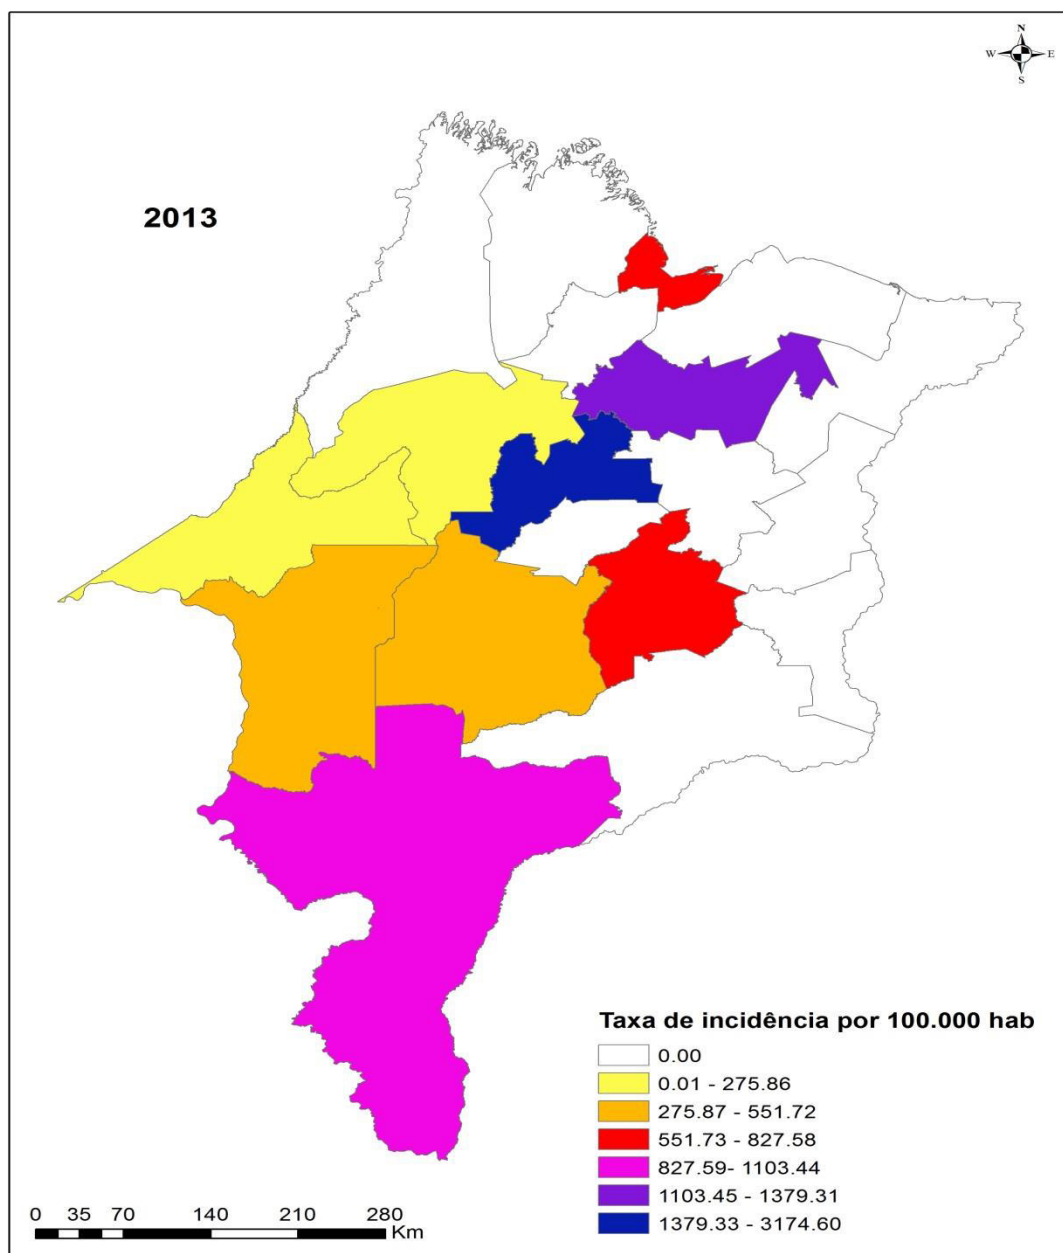 N
W E
S
2013
Taxa de incidência por 100.000 hab
0.00
0.01 - 275.86
275.87 - 551.72
551.73 - 827.58
827.59- 1103.44
1103.45 - 1379.31
1379.33 - 3174.60
0 35 70 140 210 280
Km